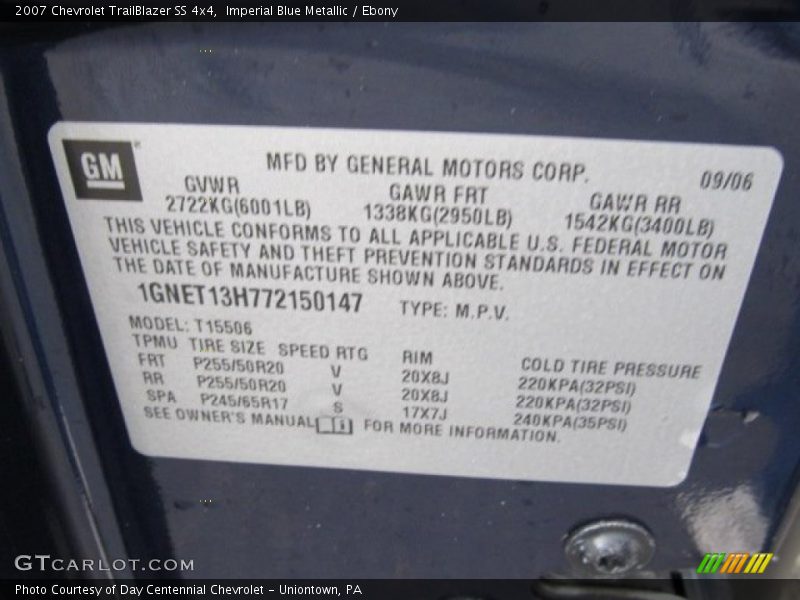 2007 Chevrolet TrailBlazer SS 4x4,  Imperial Blue Metallic / Ebony
GM
MFD BY GENERAL MOTORS CORP.
09/06
GVWR GAWR FRT GAWR RR
2722KG(6001LB) 1338KG(2950LB) 1542KG(3400LB)
THIS VEHICLE CONFORMS TO ALL APPLICABLE U.S. FEDERAL MOTOR
VEHICLE SAFETY AND THEFT PREVENTION STANDARDS IN EFFECT ON
THE DATE OF MANUFACTURE SHOWN ABOVE.
1GNET13H772150147 TYPE: M.P.V.
MODEL: T15506
TPMU TIRE SIZE SPEED RTG RIM COLD TIRE PRESSURE
FRT P255/50R20 V 20X8J 220KPA(32PSI)
RR P255/50R20 V 20X8J 220KPA(32PSI)
SPA P245/65R17 S 17X7J 240KPA(35PSI)
SEE OWNER'S MANUAL FOR MORE INFORMATION.
GTCARLOT.COM
Photo Courtesy of Day Centennial Chevrolet - Uniontown, PA